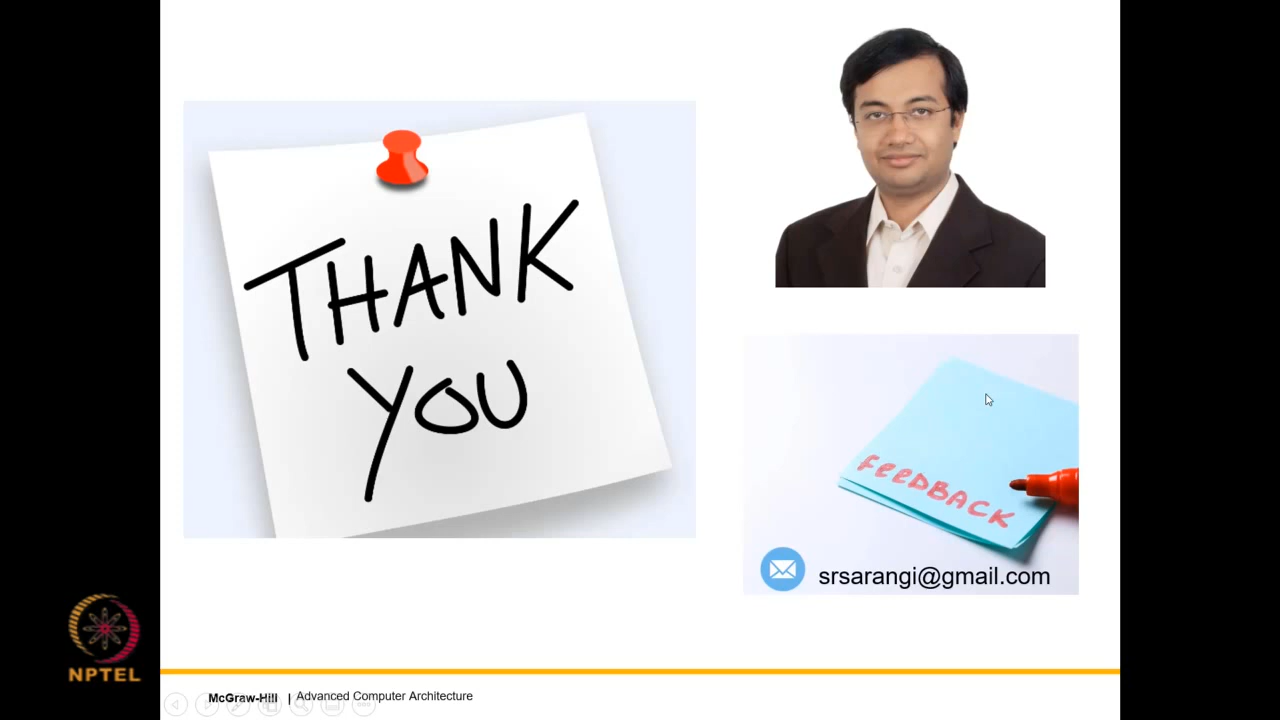 THANK
YOU
FEEDBACK
srsarangi@gmail.com
NPTEL
McGraw-Hill | Advanced Computer Architecture